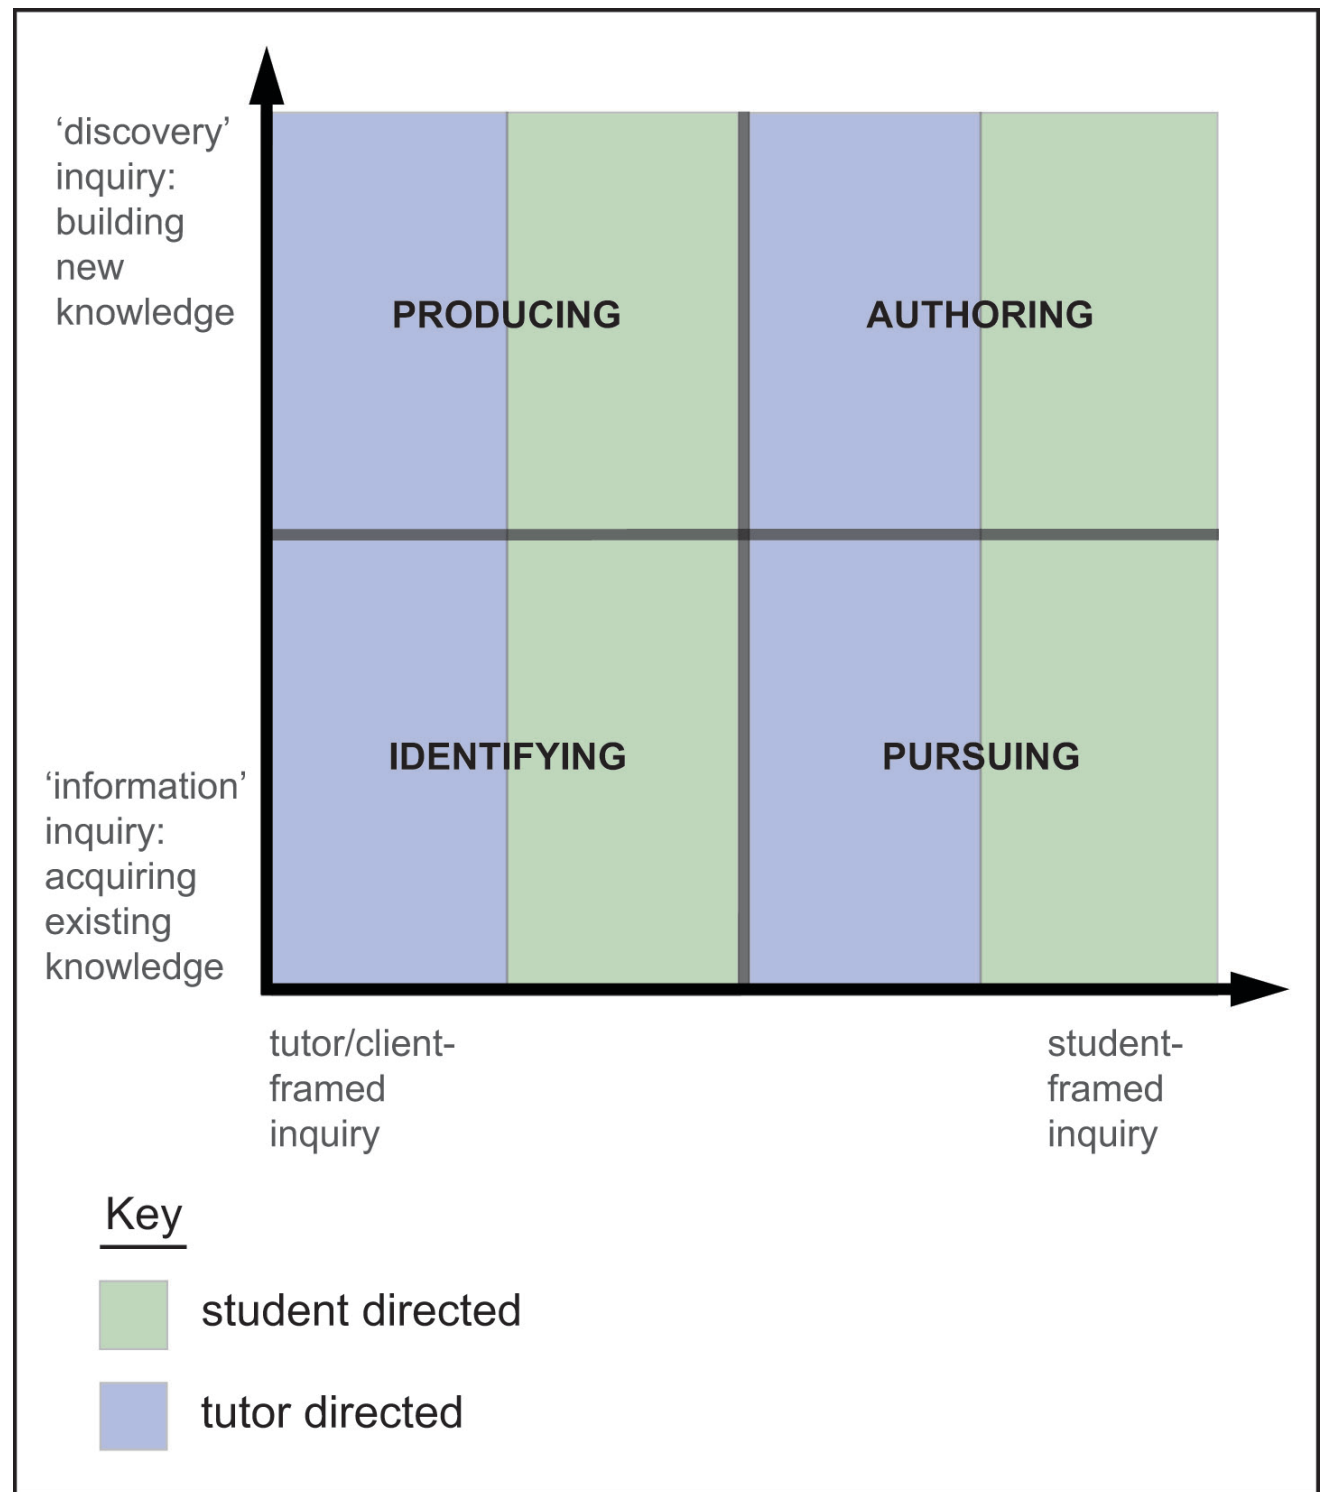 ‘discovery’
inquiry:
building
new
knowledge
PRODUCING
AUTHORING
IDENTIFYING
PURSUING
‘information’
inquiry:
acquiring
existing
knowledge
tutor/client-
framed
inquiry
student-
framed
inquiry
Key
student directed
tutor directed